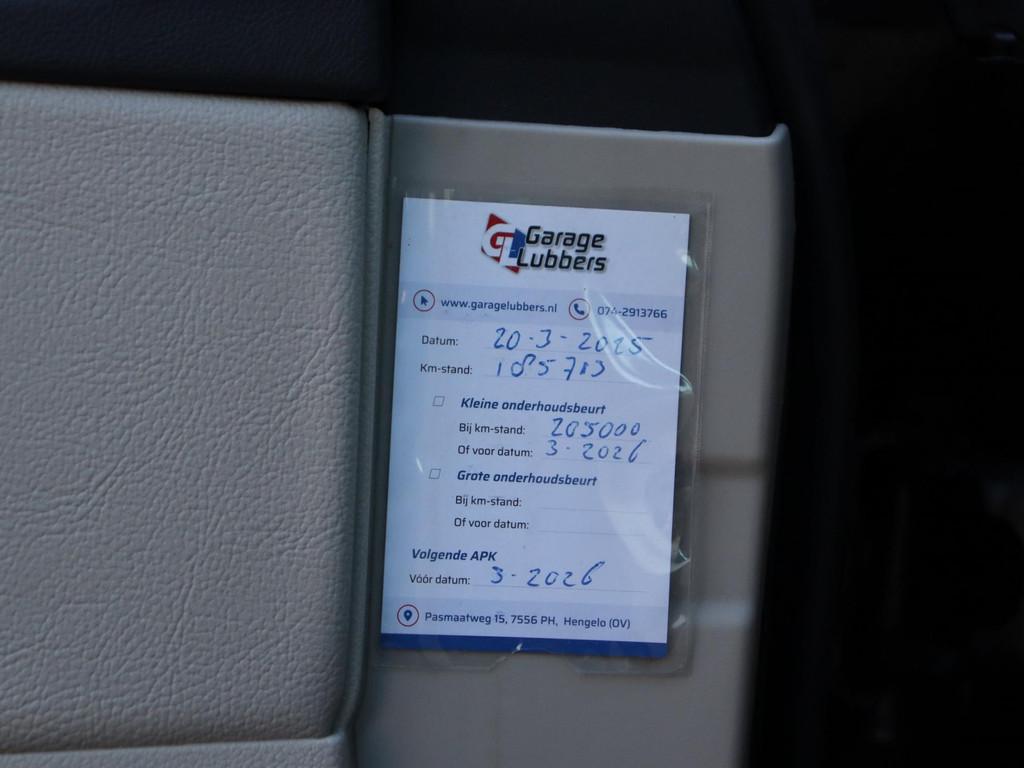 GL Garage
Lubbers
www.garagelubbers.nl 074-2913766
Datum: 20-3-2025
Km-stand: 185713
Kleine onderhoudsbeurt
Bij km-stand: 205000
Of voor datum: 3-2026
Grote onderhoudsbeurt
Bij km-stand:
Of voor datum:
Volgende APK
Vóór datum: 3-2026
Pasmaatweg 15, 7556 PH, Hengelo (OV)